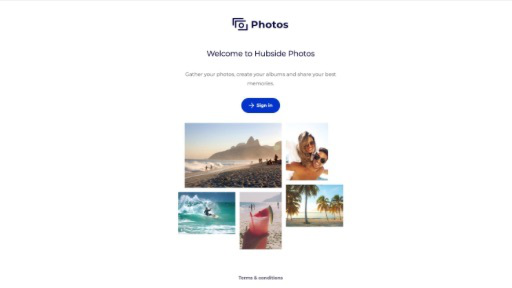 Photos
Welcome to Hubside Photos
Gather your photos, create your albums and share your best
memories.
Sign in
Terms & conditions